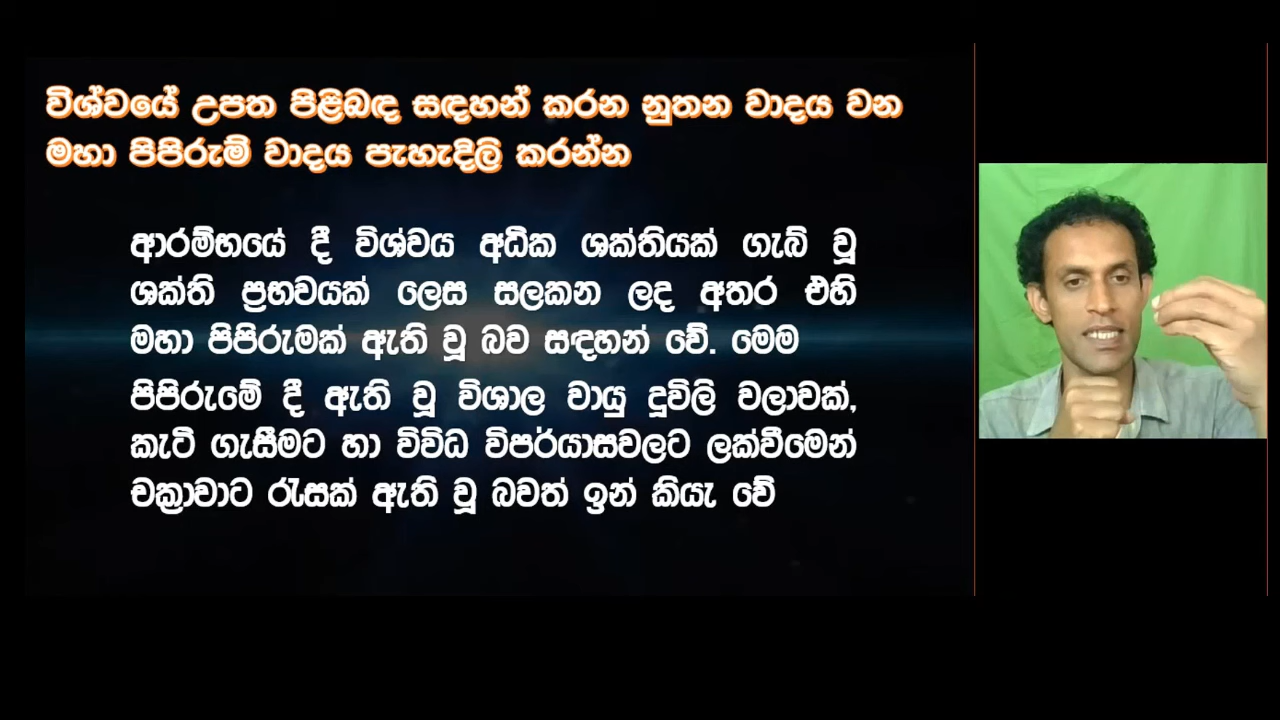 විශ්වයේ උපත පිළිබඳ සඳහන් කරන නූතන වාදය වන
මහා පිපිරුම් වාදය පැහැදිලි කරන්න
ආරම්භයේ දී විශ්වය අධික ශක්තියක් ගැබ් වූ
ශක්ති ප්‍රභවයක් ලෙස සලකන ලද අතර එහි
මහා පිපිරුමක් ඇති වූ බව සඳහන් වේ. මෙම
පිපිරුමේ දී ඇති වූ විශාල වායු දූවිලි වලාවක්,
කැටි ගැසීමට හා විවිධ විපර්යාසවලට ලක්වීමෙන්
චක්‍රාවාට රැසක් ඇති වූ බවත් ඉන් කියැ වේ